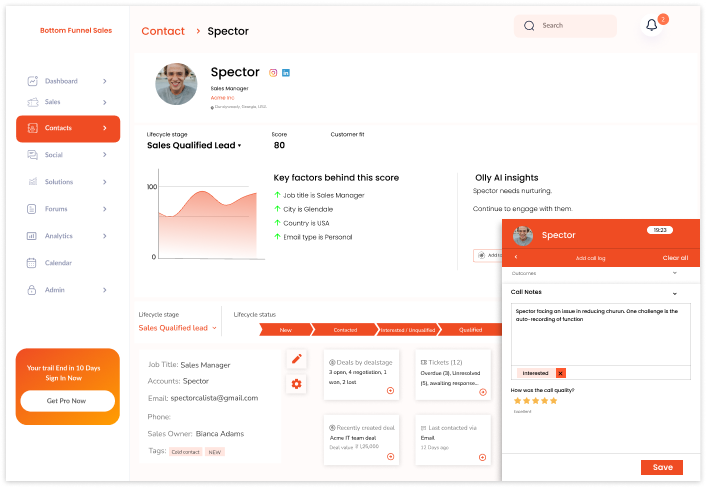 Bottom Funnel Sales
Contact > Spector
Search
2
Dashboard
Sales
Contacts
Social
Solutions
Forums
Analytics
Calendar
Admin
Your trail End in 10 Days
Sign In Now
Get Pro Now
Spector
Sales Manager
Acme Inc.
Lifecycle stage
Sales Qualified Lead
Score
80
Customer fit
100
0
Key factors behind this score
Job title is Sales Manager
City is Glendale
Country is USA
Email type is Personal
Olly AI insights
Spector needs nurturing.
Continue to engage with them.
Lifecycle stage
Sales Qualified lead
Lifecycle status
New
Contacted
Interested / Unqualified
Qualified
Job Title: Sales Manager
Accounts: Spector
Email: spectorcalista@gmail.com
Phone:
Sales Owner: Bianca Adams
Tags: Cold contact NEW
Deals by dealstage
3 open, 4 negotiation, 1
won, 2 lost
Tickets (12)
Overdue (3), Unresolved
(5), awaiting response...
Recently created deal
Acme IT team deal
Deal value ₹ 1,25,000
Last contacted via
Email
12 Days ago
Spector
19:23
Add call log
Clear all
Outcomes
Call Notes
Spector facing an issue in reducing churun. One challenge is the
auto-recording of function
Interested x
How was the call quality?
Excellent
Save